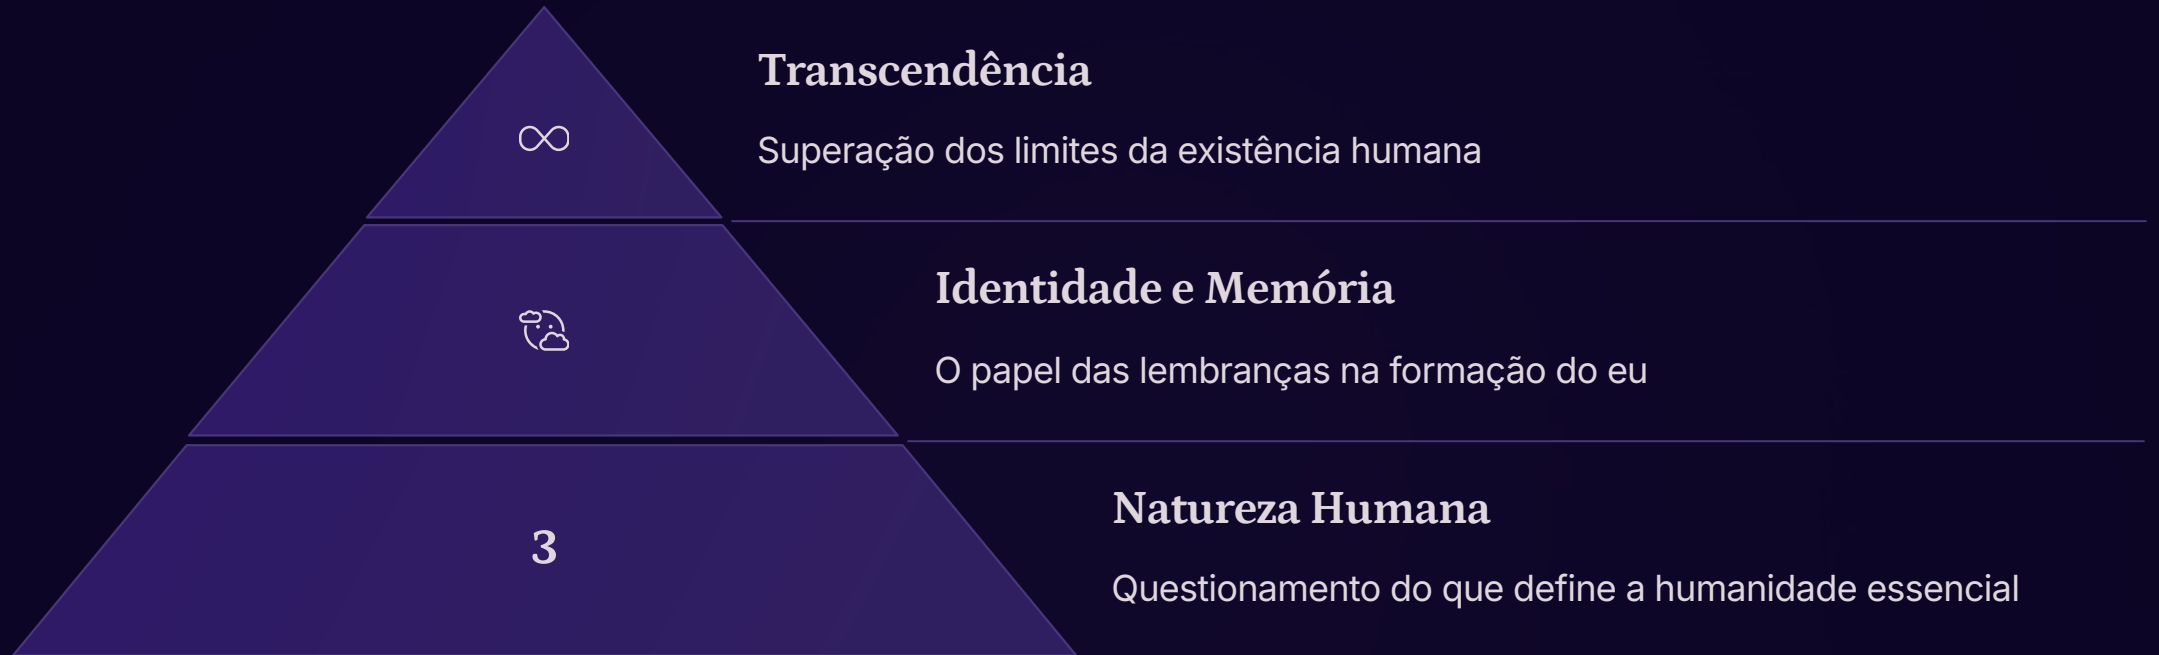 Transcendência
Superação dos limites da existência humana
Identidade e Memória
O papel das lembranças na formação do eu
3
Natureza Humana
Questionamento do que define a humanidade essencial